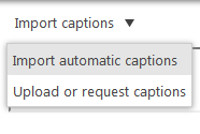 Import captions ▼
Import automatic captions
Upload or request captions